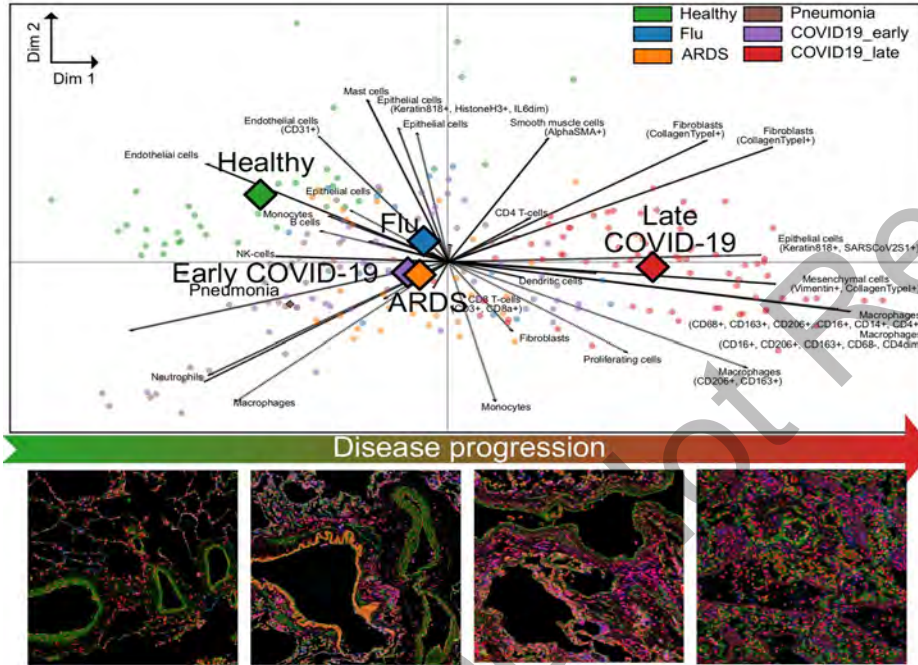 Dim 2
Dim 1
Healthy
Flu
ARDS
Pneumonia
COVID19_early
COVID19_late
Mast cells
Epithelial cells
(Keratin818+, HistoneH3+, IL6dim)
Epithelial cells
Endothelial cells
(CD31+)
Smooth muscle cells
(AlphaSMA+)
Fibroblasts
(CollagenTypeI+)
Fibroblasts
(CollagenTypeI+)
Endothelial cells
Healthy
Epithelial cells
Monocytes
B cells
Flu
CD4 T-cells
Late
COVID-19
NK-cells
Epithelial cells
(Keratin818+, SARSCoV2S1+)
Early COVID-19
Pneumonia
ARDS
Dendritic cells
Mesenchymal cells
(Vimentin+, CollagenTypeI+)
CD8 T-cells
CD8a+)
Fibroblasts
Macrophages
(CD68+, CD163+, CD206+, CD16+, CD14+, CD4+
Macrophages
(CD16+, CD206+, CD163+, CD68-, CD4dim
Proliferating cells
Macrophages
(CD206+, CD163+)
Neutrophils
Macrophages
Monocytes
Disease progression
Not Re